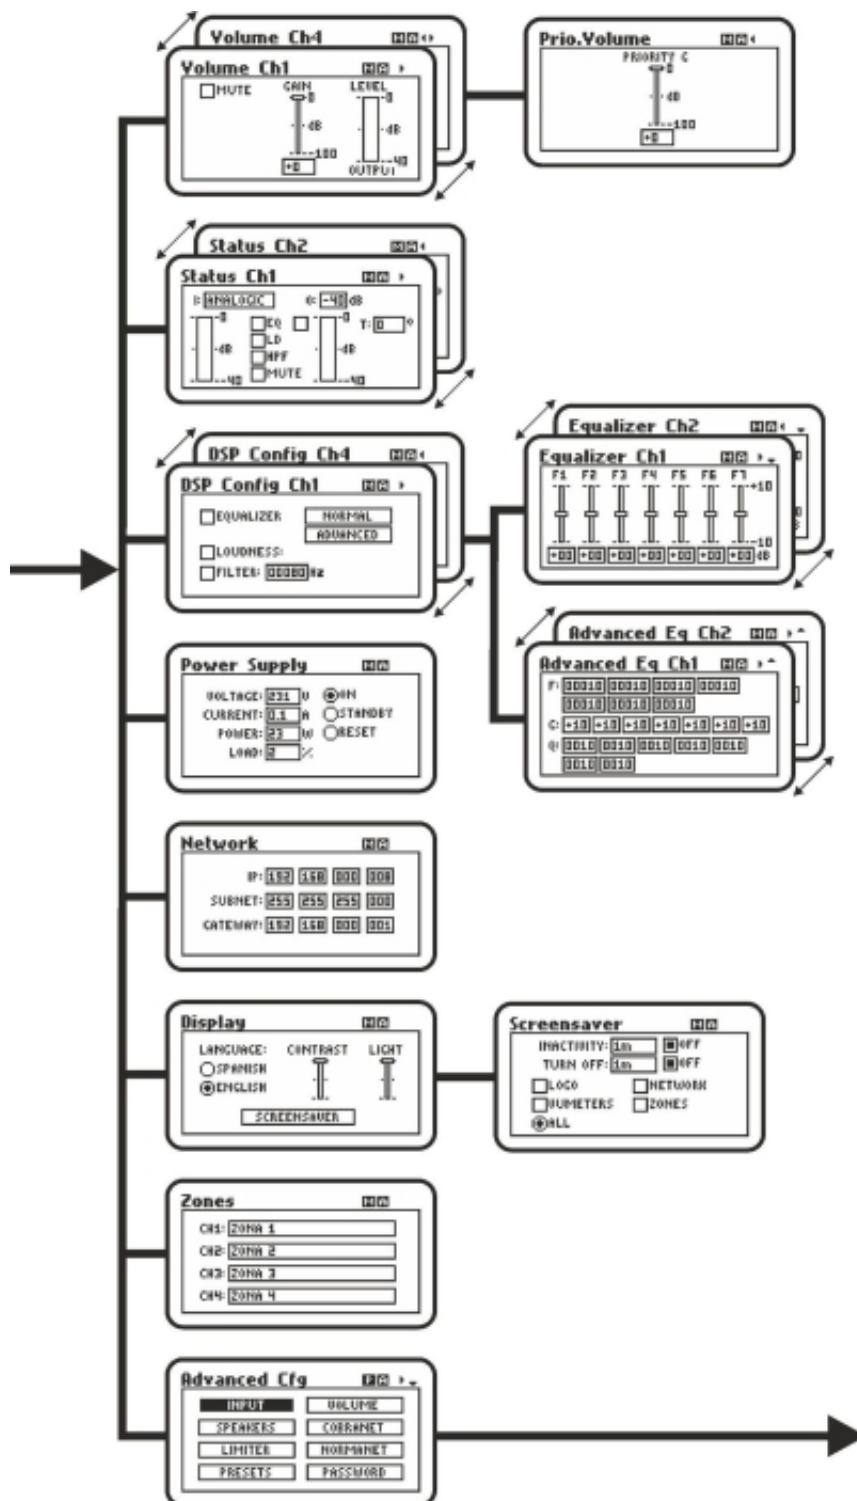 Volume Ch4
Volume Ch1
MUTE
GAIN
LEVEL
0
0
dB
dB
-100
-40
+0
OUTPUT
Prio.Volume
PRIORITY G
0
dB
-100
+0
Status Ch2
Status Ch1
I: ANALOGIC
O: -40 dB
0
EQ
0
T: 0 °
LD
dB
HPF
dB
-40
MUTE
-40
DSP Config Ch4
DSP Config Ch1
EQUALIZER
NORMAL
ADVANCED
LOUDNESS:
FILTER: 00080 Hz
Equalizer Ch2
Equalizer Ch1
F1 F2 F3 F4 F5 F6 F7
+10
-10
+00 +00 +00 +00 +00 +00 +00 dB
Advanced Eq Ch2
Advanced Eq Ch1
F: 00010 00010 00010 00010
00010 00010 00010
G: +10 +10 +10 +10 +10 +10 +10
Q: 0010 0010 0010 0010 0010
0010 0010
Power Supply
VOLTAGE: 231 V ON
CURRENT: 0.1 A STANDBY
POWER: 23 W RESET
LOAD: 2 %
Network
IP: 192 168 000 008
SUBNET: 255 255 255 000
GATEWAY: 192 168 000 001
Display
LANGUAGE: CONTRAST LIGHT
SPANISH
ENGLISH
SCREENSAVER
Screensaver
INACTIVITY: 1m OFF
TURN OFF: 1m OFF
LOGO NETWORK
VUMETERS ZONES
ALL
Zones
CH1: ZONA 1
CH2: ZONA 2
CH3: ZONA 3
CH4: ZONA 4
Advanced Cfg
INPUT VOLUME
SPEAKERS COBRANET
LIMITER NORMANET
PRESETS PASSWORD